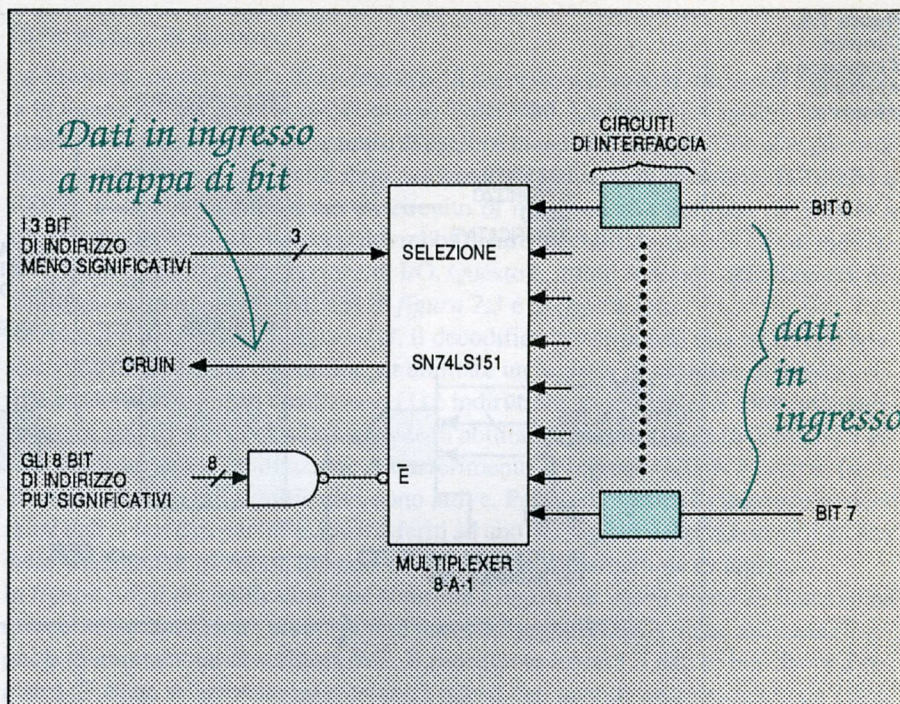 CIRCUITI
DI INTERFACCIA
Dati in ingresso
a mappa di bit
BIT 0
I 3 BIT
DI INDIRIZZO
MENO SIGNIFICATIVI
3
SELEZIONE
CRUIN
SN74LS151
dati
in
ingresso
GLI 8 BIT
DI INDIRIZZO
PIU' SIGNIFICATIVI
8
E̅
BIT 7
MULTIPLEXER
8-A-1